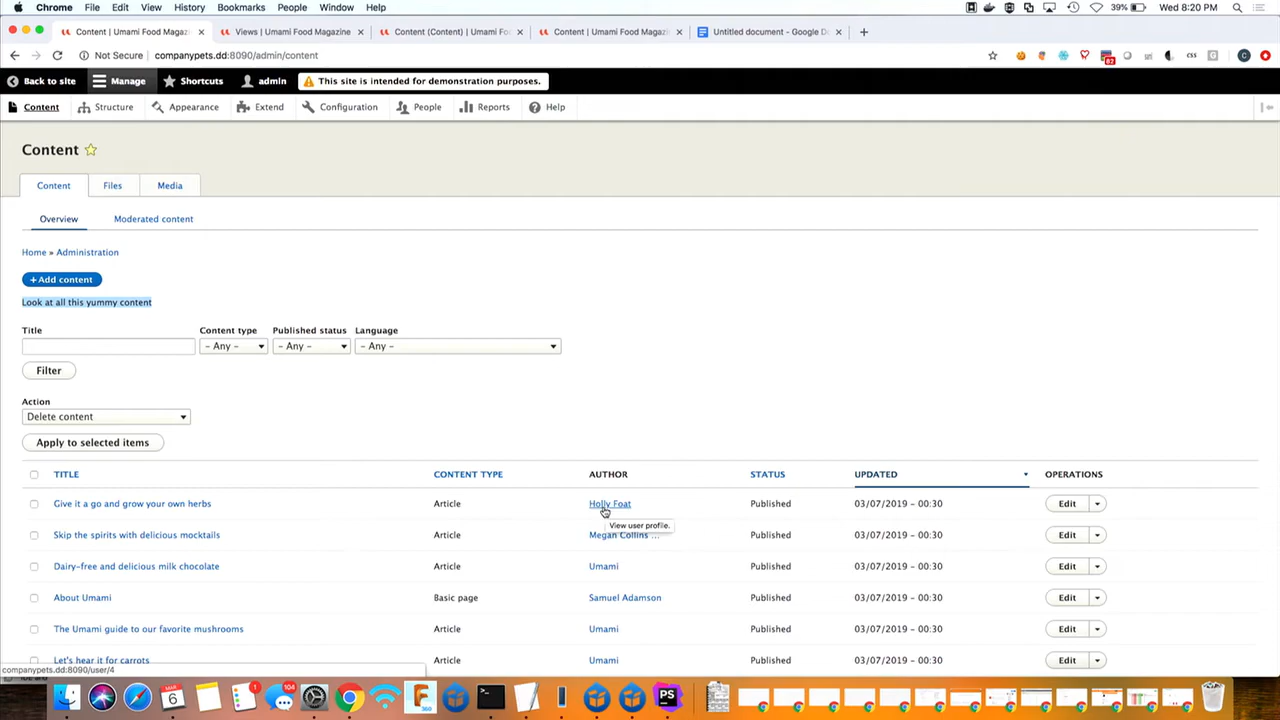 Chrome File Edit View History Bookmarks People Window Help 39% Wed 8:20 PM
Content | Umami Food Magaz × Views | Umami Food Magazine × Content (Content) | Umami Fo × Content | Umami Food Magazi × Untitled document - Google D × +
Not Secure companypets.dd:8090/admin/content
Back to site Manage Shortcuts admin This site is intended for demonstration purposes.
Content Structure Appearance Extend Configuration People Reports Help
Content
Content Files Media
Overview Moderated content
Home » Administration
+ Add content
Look at all this yummy content
Title Content type Published status Language
- Any - - Any - - Any -
Filter
Action
Delete content
Apply to selected items
TITLE CONTENT TYPE AUTHOR STATUS UPDATED OPERATIONS
Give it a go and grow your own herbs Article Holly Foat Published 03/07/2019 – 00:30 Edit
View user profile.
Skip the spirits with delicious mocktails Article Megan Collins ... Published 03/07/2019 – 00:30 Edit
Dairy-free and delicious milk chocolate Article Umami Published 03/07/2019 – 00:30 Edit
About Umami Basic page Samuel Adamson Published 03/07/2019 – 00:30 Edit
The Umami guide to our favorite mushrooms Article Umami Published 03/07/2019 – 00:30 Edit
Let's hear it for carrots Article Umami Published 03/07/2019 – 00:30 Edit
companypets.dd:8090/user/4